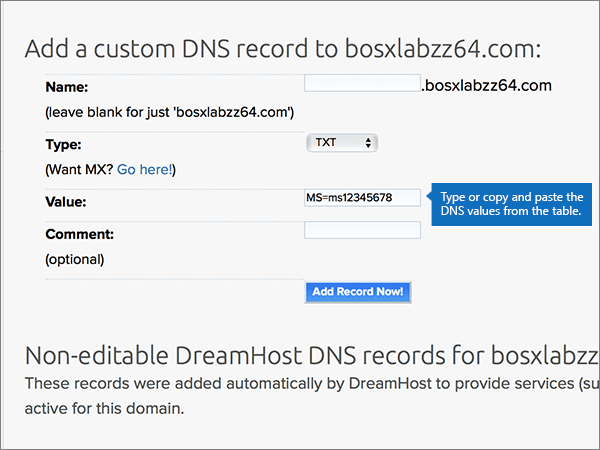 Add a custom DNS record to bosxlabzz64.com:
Name:
.bosxlabzz64.com
(leave blank for just 'bosxlabzz64.com')
Type:
TXT
(Want MX? Go here!)
Value:
MS=ms12345678
Type or copy and paste the
DNS values from the table.
Comment:
(optional)
Add Record Now!
Non-editable DreamHost DNS records for bosxlabzz
These records were added automatically by DreamHost to provide services (su
active for this domain.